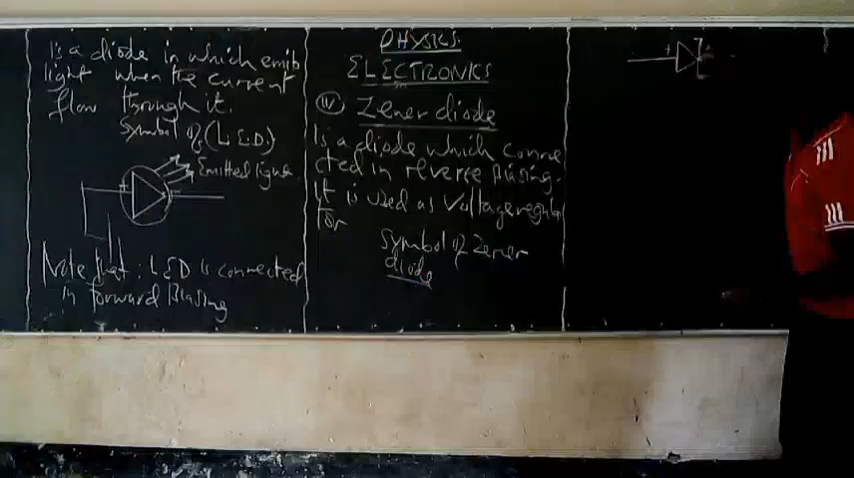 Is a diode in which emib
light when the current
flow through it.
Symbol of (L.E.D)
Emitted light
Note that: LED is connected
in forward Biasing
PHYSICS.
ELECTRONICS
(iv) Zener diode
Is a diode which conne
cted in reverse Biasing.
It is used as Voltage regula
tor
Symbol of Zener
diode